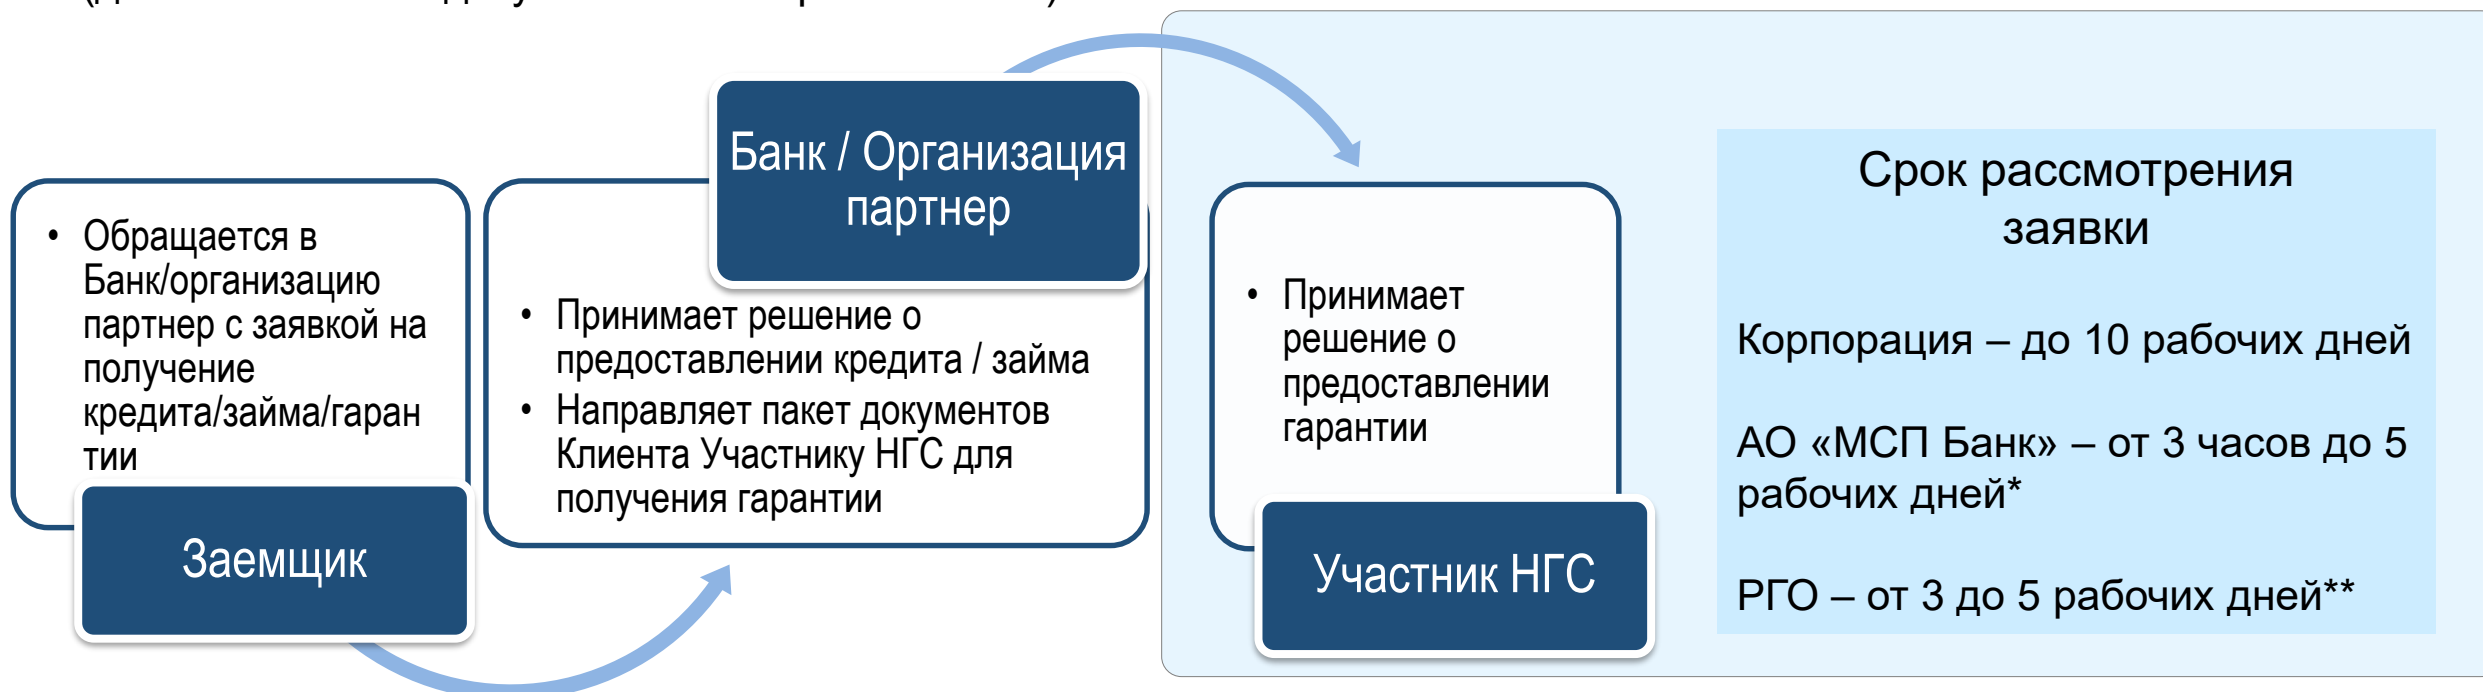 Обращается в
Банк/организацию
партнер с заявкой на
получение
кредита/займа/гаран
тии
Заемщик
Банк / Организация
партнер
• Принимает решение о
предоставлении кредита / займа
• Направляет пакет документов
Клиента Участнику НГС для
получения гарантии
• Принимает
решение о
предоставлении
гарантии
Участник НГС
Срок рассмотрения
заявки
Корпорация – до 10 рабочих дней
АО «МСП Банк» – от 3 часов до 5
рабочих дней*
РГО – от 3 до 5 рабочих дней**